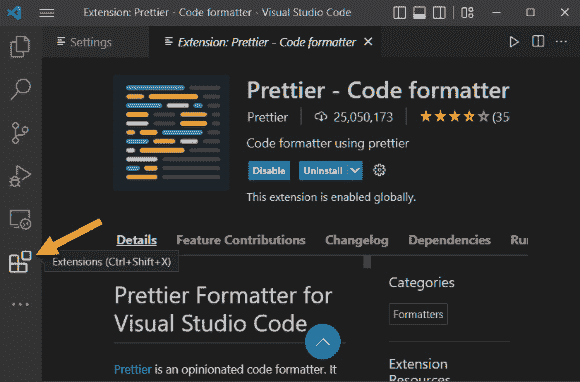 Extension: Prettier - Code formatter - Visual Studio Code
Settings
Extension: Prettier - Code formatter
Prettier - Code formatter
Prettier
25,050,173
(35
Code formatter using prettier
Disable
Uninstall
This extension is enabled globally.
Details
Feature Contributions
Changelog
Dependencies
Run
Extensions (Ctrl+Shift+X)
Prettier Formatter for
Visual Studio Code
Prettier is an opinionated code formatter. It
Categories
Formatters
Extension
Resources